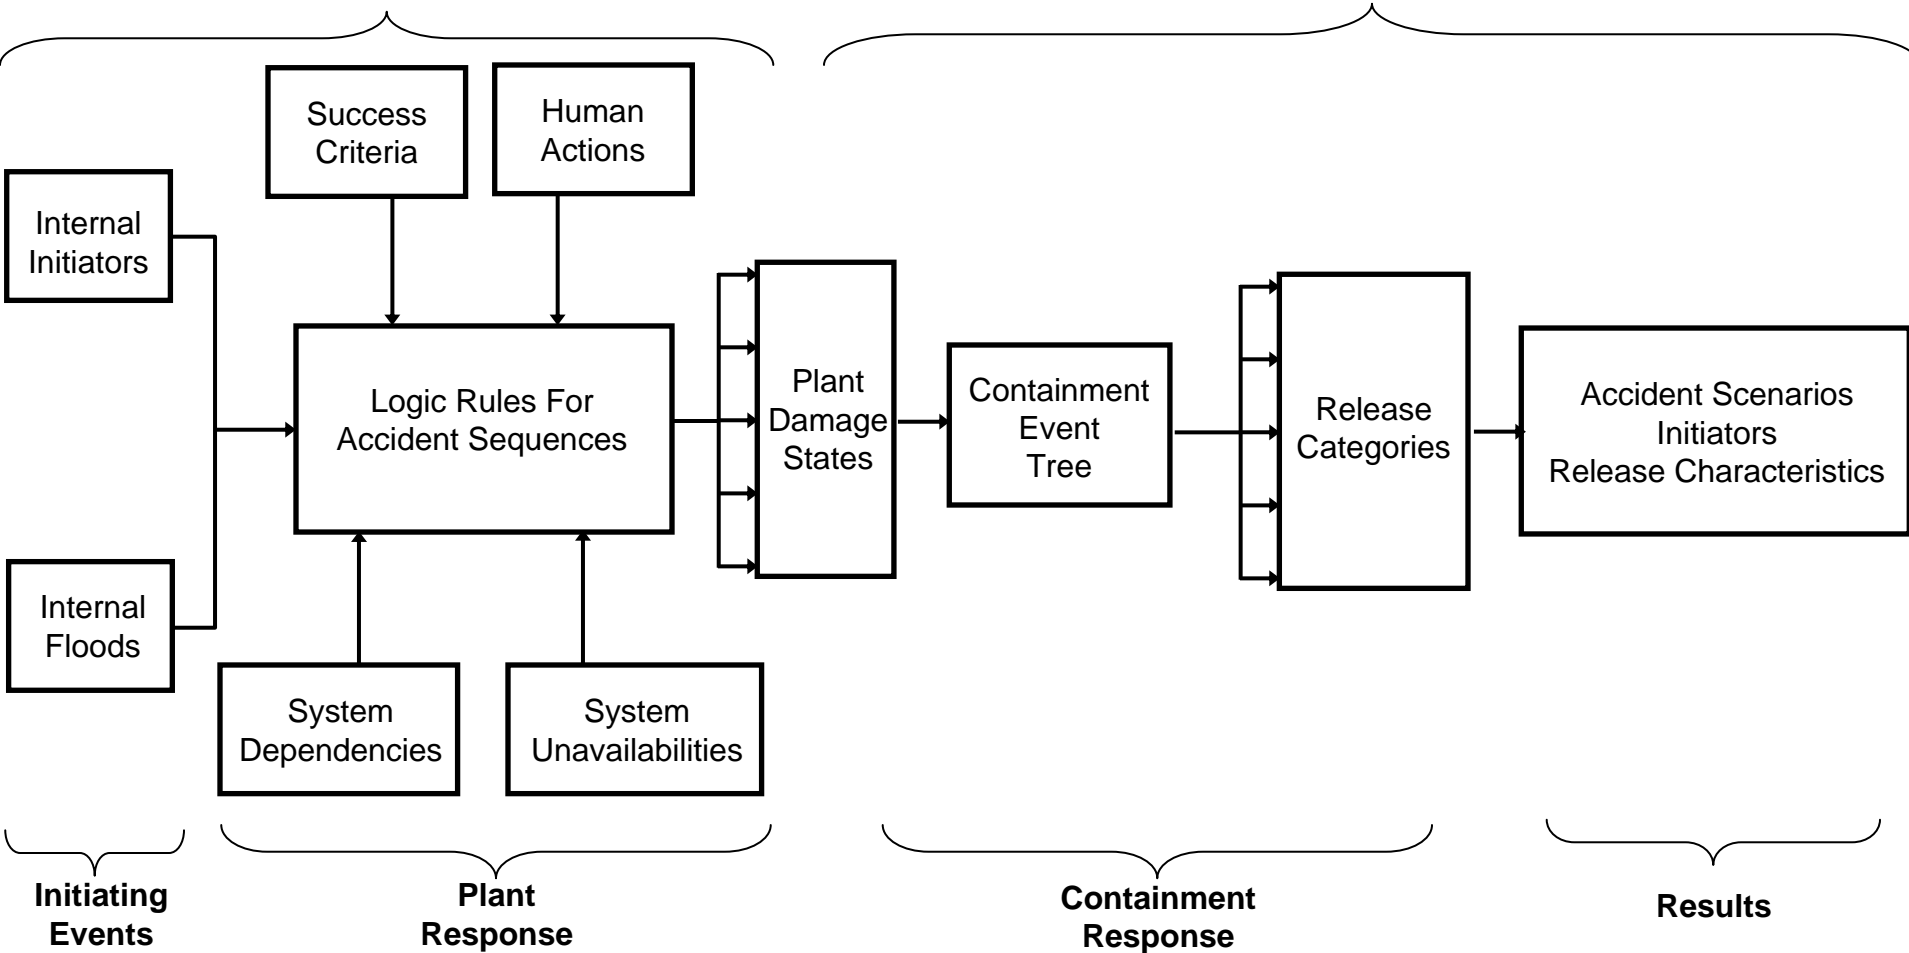 Success
Criteria
Human
Actions
Internal
Initiators
Logic Rules For
Accident Sequences
Plant
Damage
States
Containment
Event
Tree
Release
Categories
Accident Scenarios
Initiators
Release Characteristics
Internal
Floods
System
Dependencies
System
Unavailabilities
Initiating
Events
Plant
Response
Containment
Response
Results